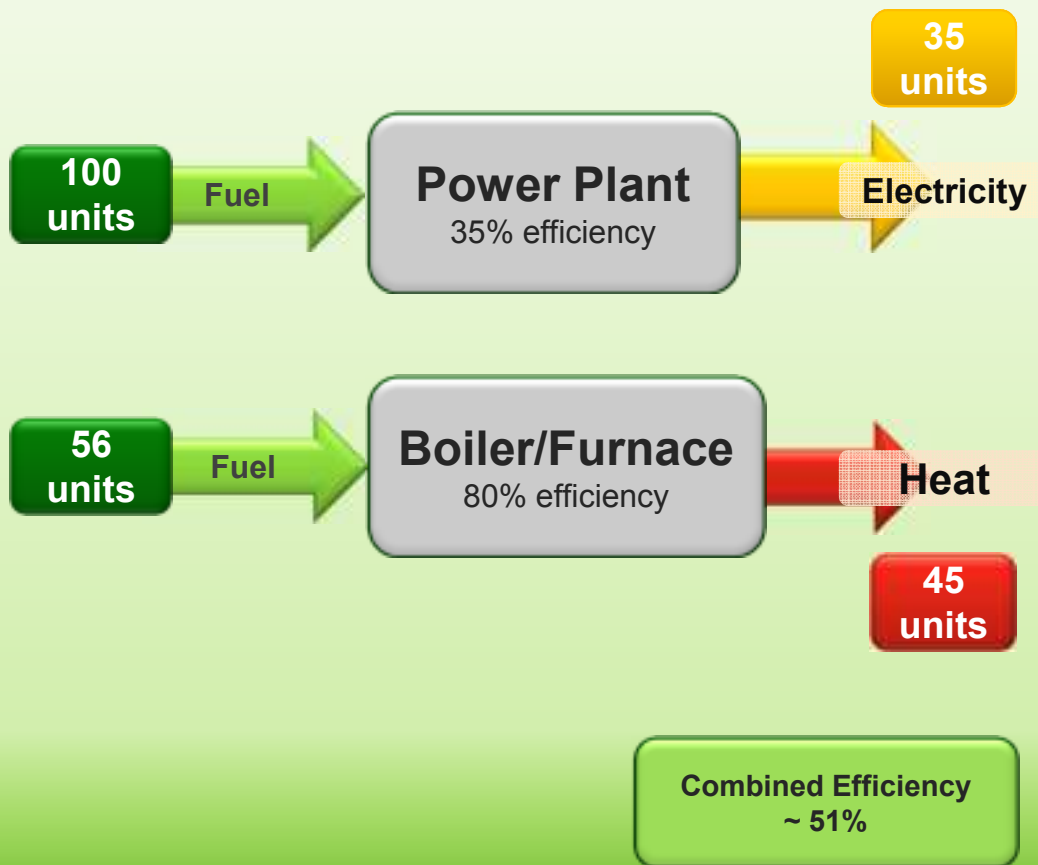 35
units
100
units
Fuel
Power Plant
35% efficiency
Electricity
56
units
Fuel
Boiler/Furnace
80% efficiency
Heat
45
units
Combined Efficiency
~ 51%